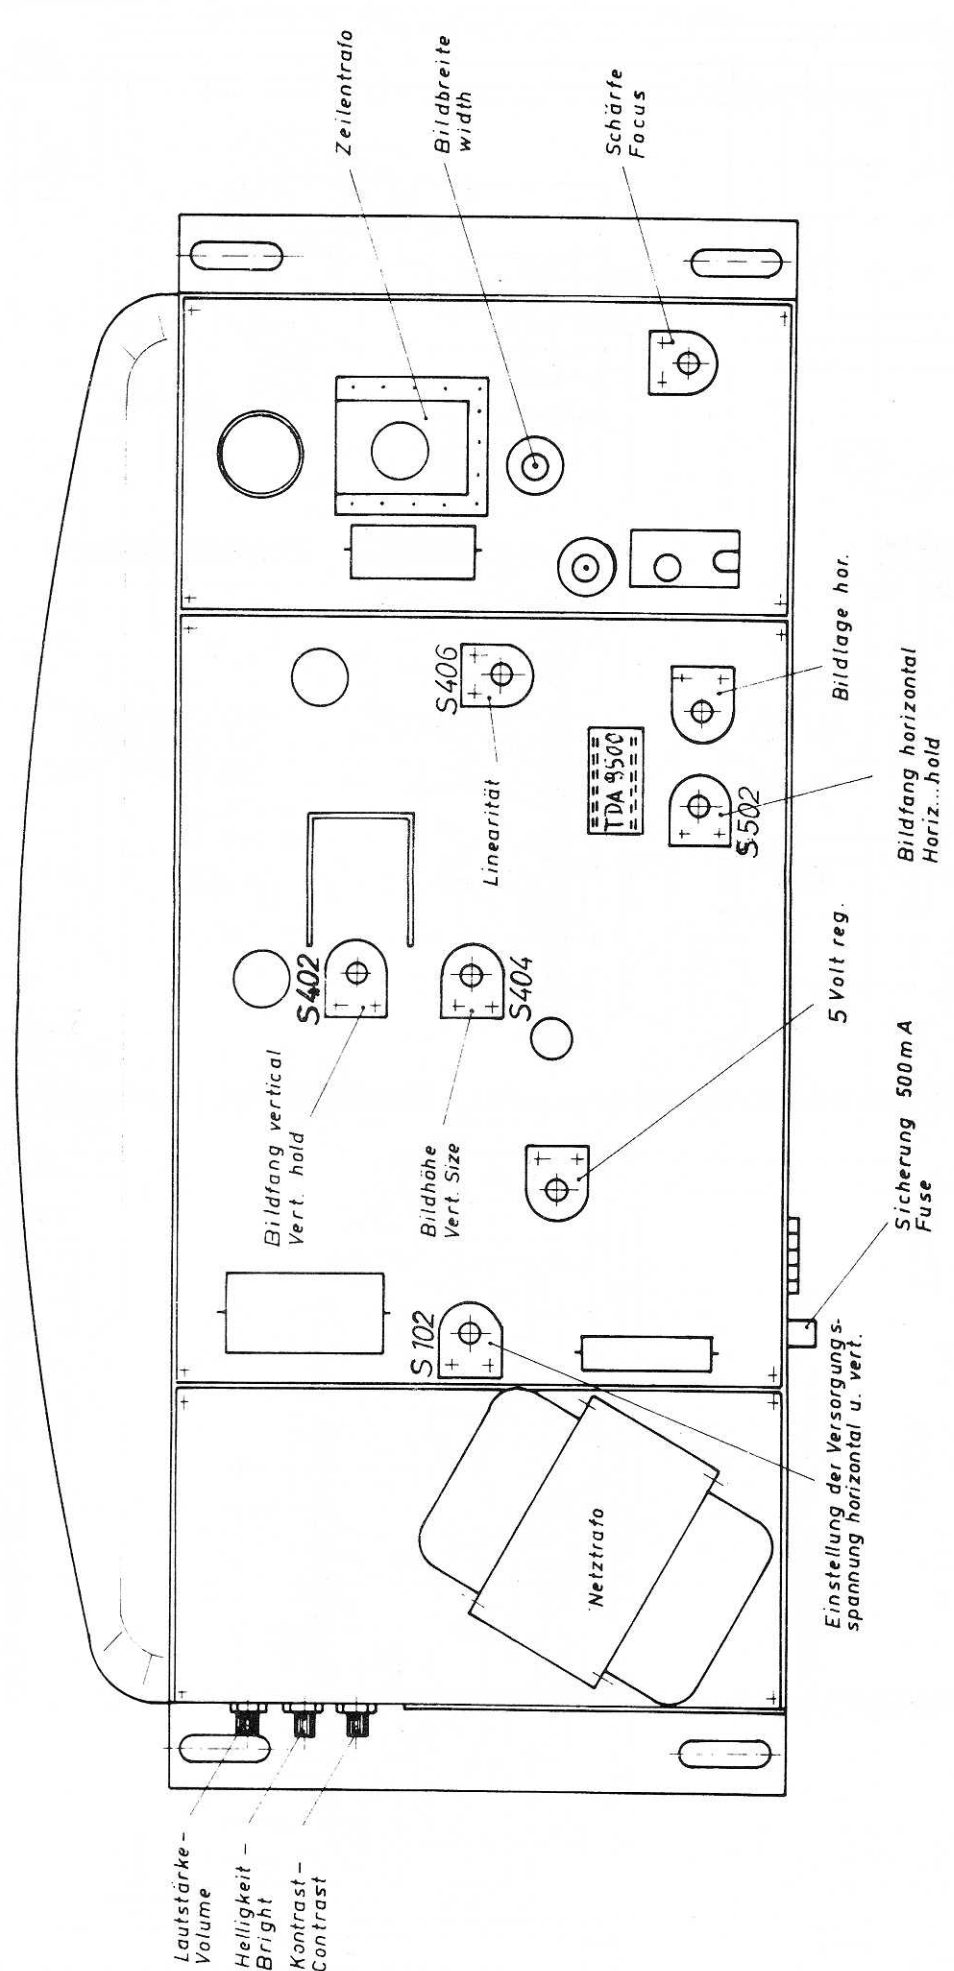 Zeilentrafo
Bildbreite
width
Schärfe
Focus
S406
Linearität
TDA 9500
Bildlage hor.
S502
Bildfang horizontal
Horiz...hold
S402
Bildfang vertical
Vert. hold
S404
Bildhöhe
Vert. Size
5 Volt reg.
Sicherung 500mA
Fuse
S 102
Einstellung der Versorgungs-
spannung horizontal u. vert.
Netztrafo
Lautstärke-
Volume
Helligkeit-
Bright
Kontrast-
Contrast